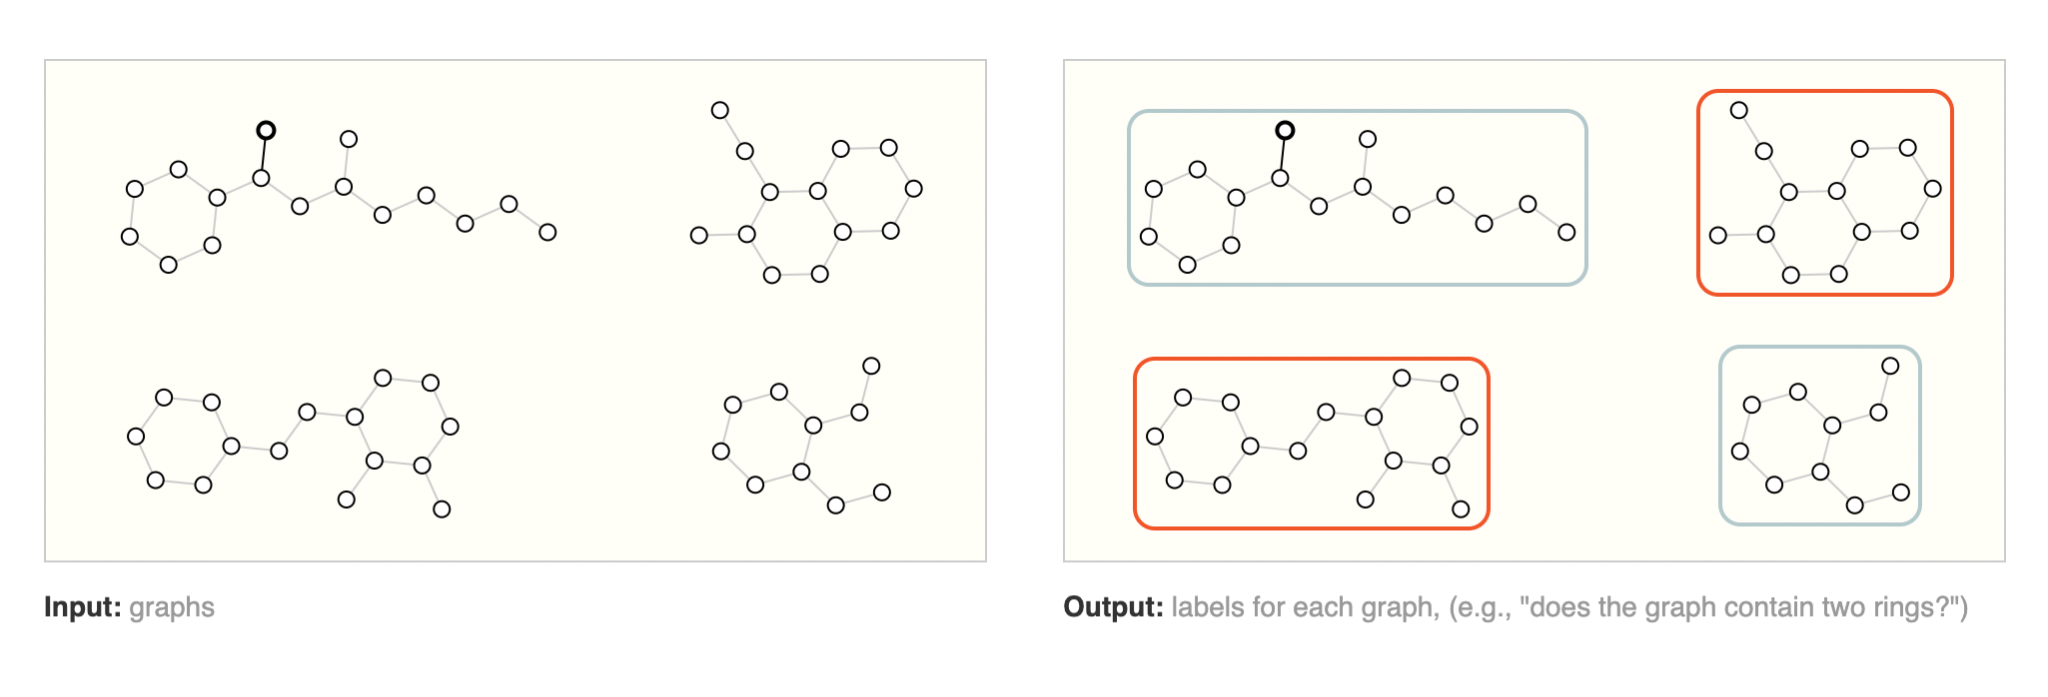 Input: graphs
Output: labels for each graph, (e.g., "does the graph contain two rings?")